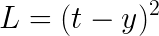 L = (t − y)²